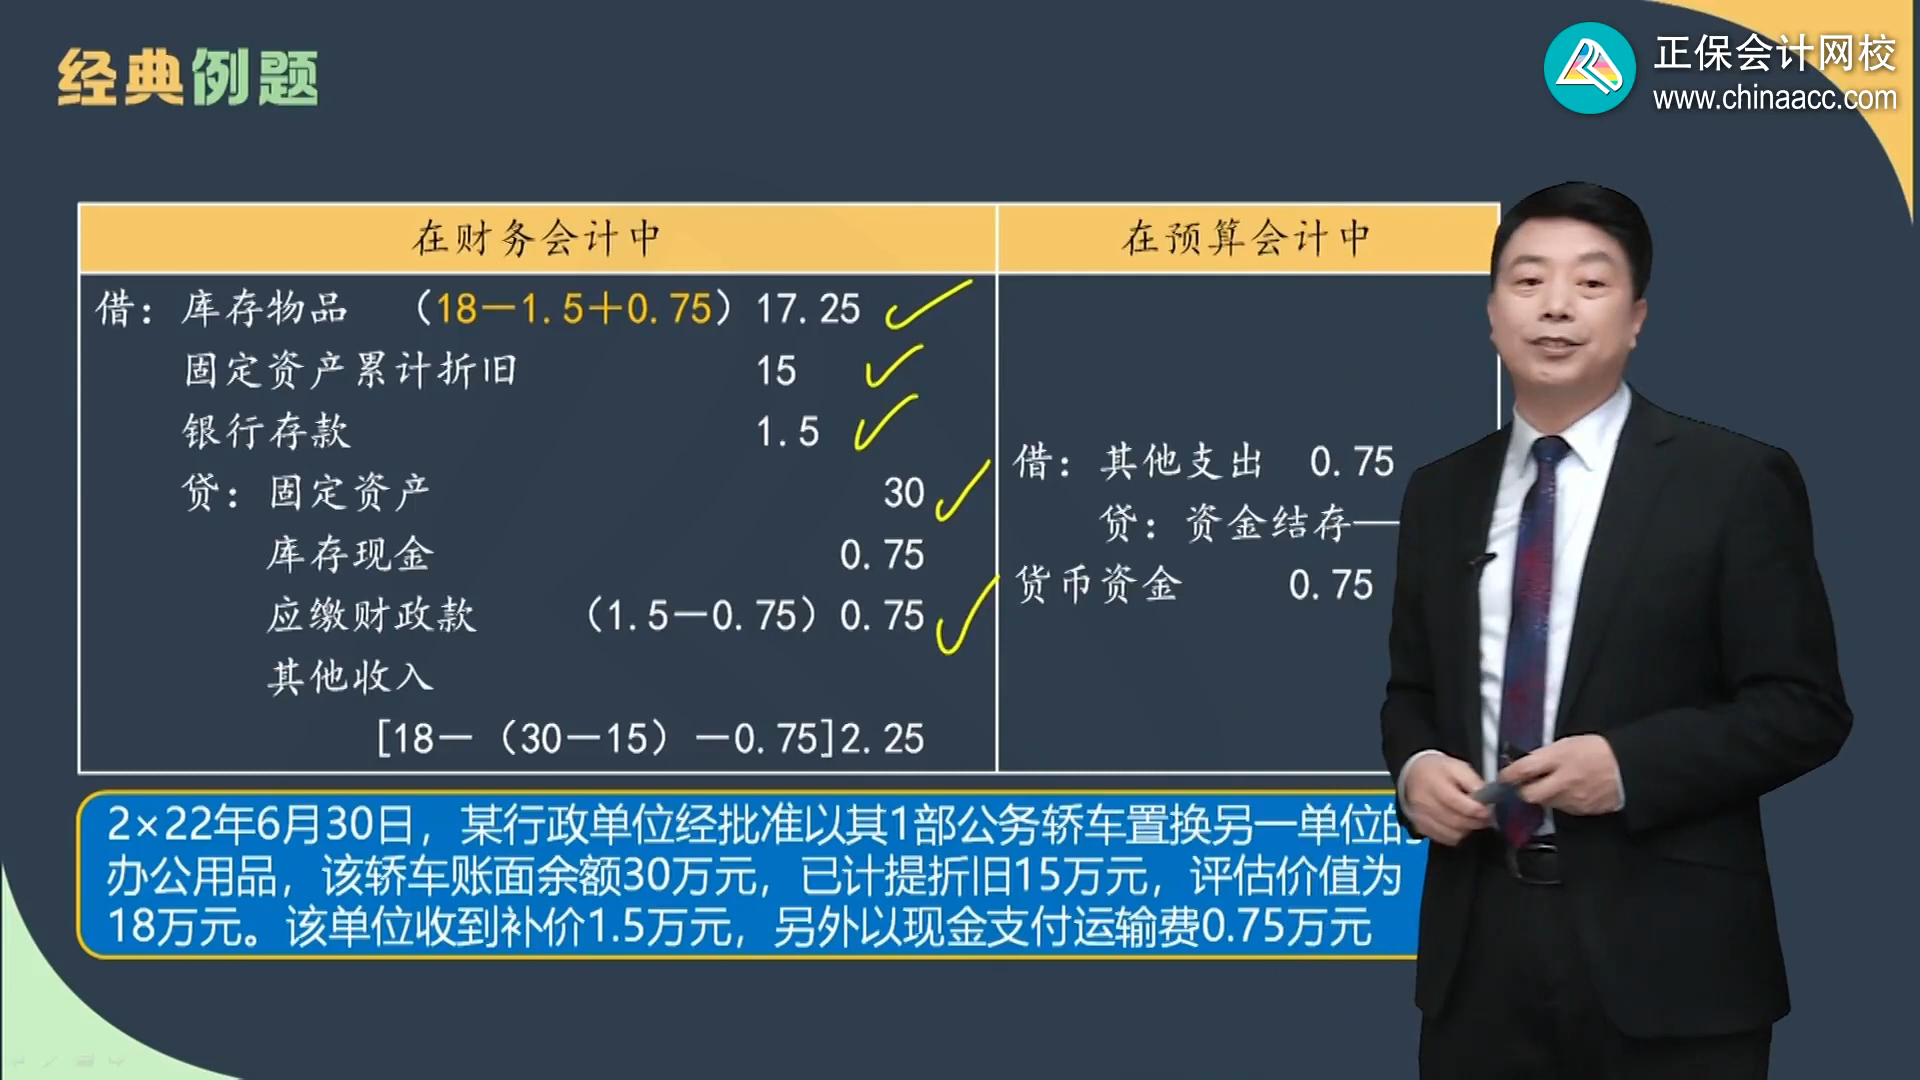 经典例题
正保会计网校
www.chinaacc.com
在财务会计中
在预算会计中
借：库存物品 （18－1.5＋0.75）17.25
固定资产累计折旧 15
银行存款 1.5
贷：固定资产 30
库存现金 0.75
应缴财政款 （1.5－0.75）0.75
其他收入
[18－（30－15）－0.75]2.25
借：其他支出 0.75
贷：资金结存—
货币资金 0.75
2×22年6月30日，某行政单位经批准以其1部公务轿车置换另一单位的
办公用品，该轿车账面余额30万元，已计提折旧15万元，评估价值为
18万元。该单位收到补价1.5万元，另外以现金支付运输费0.75万元